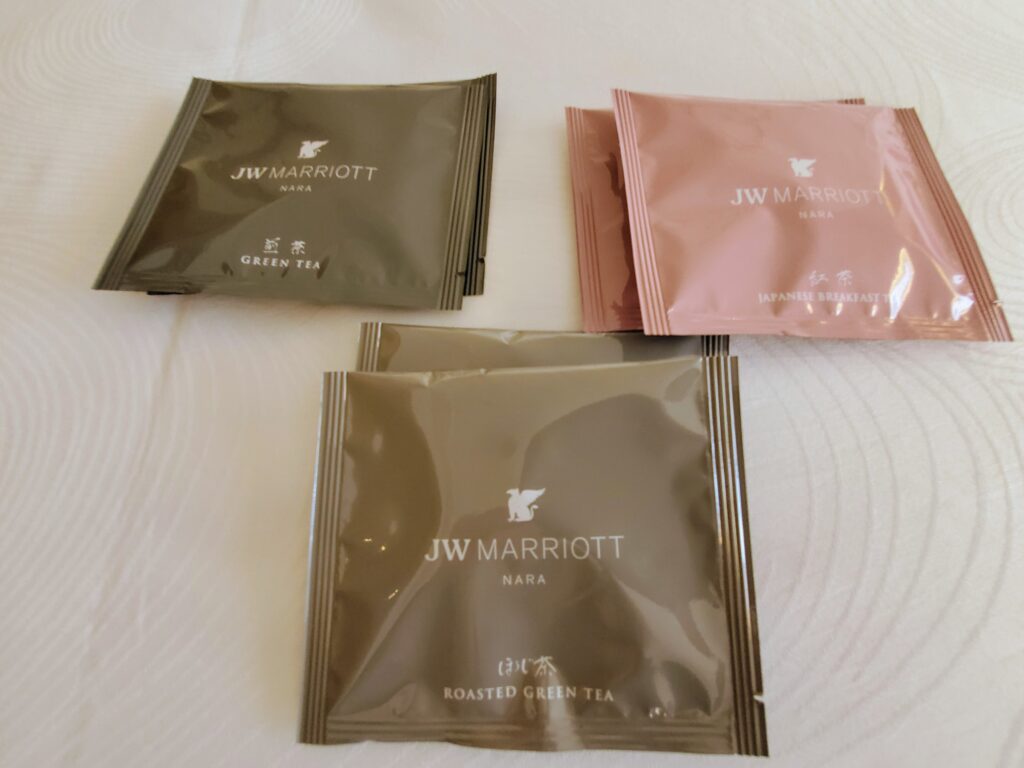 JW MARRIOTT
NARA
煎茶
GREEN TEA
JW MARRIOTT
NARA
紅茶
JAPANESE BREAKFAST
JW MARRIOTT
NARA
ほうじ茶
ROASTED GREEN TEA